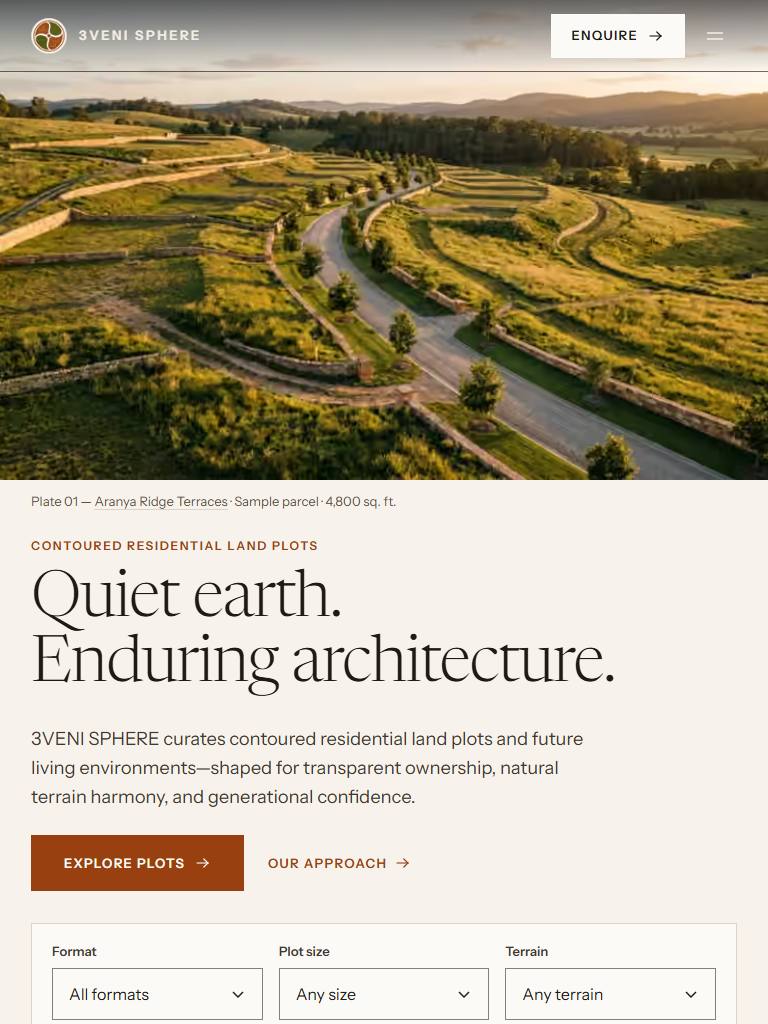 3VENI SPHERE
ENQUIRE
Plate 01 — Aranya Ridge Terraces · Sample parcel · 4,800 sq. ft.
CONTOURED RESIDENTIAL LAND PLOTS
Quiet earth.
Enduring architecture.
3VENI SPHERE curates contoured residential land plots and future
living environments—shaped for transparent ownership, natural
terrain harmony, and generational confidence.
EXPLORE PLOTS
OUR APPROACH
Format
Plot size
Terrain
All formats
Any size
Any terrain